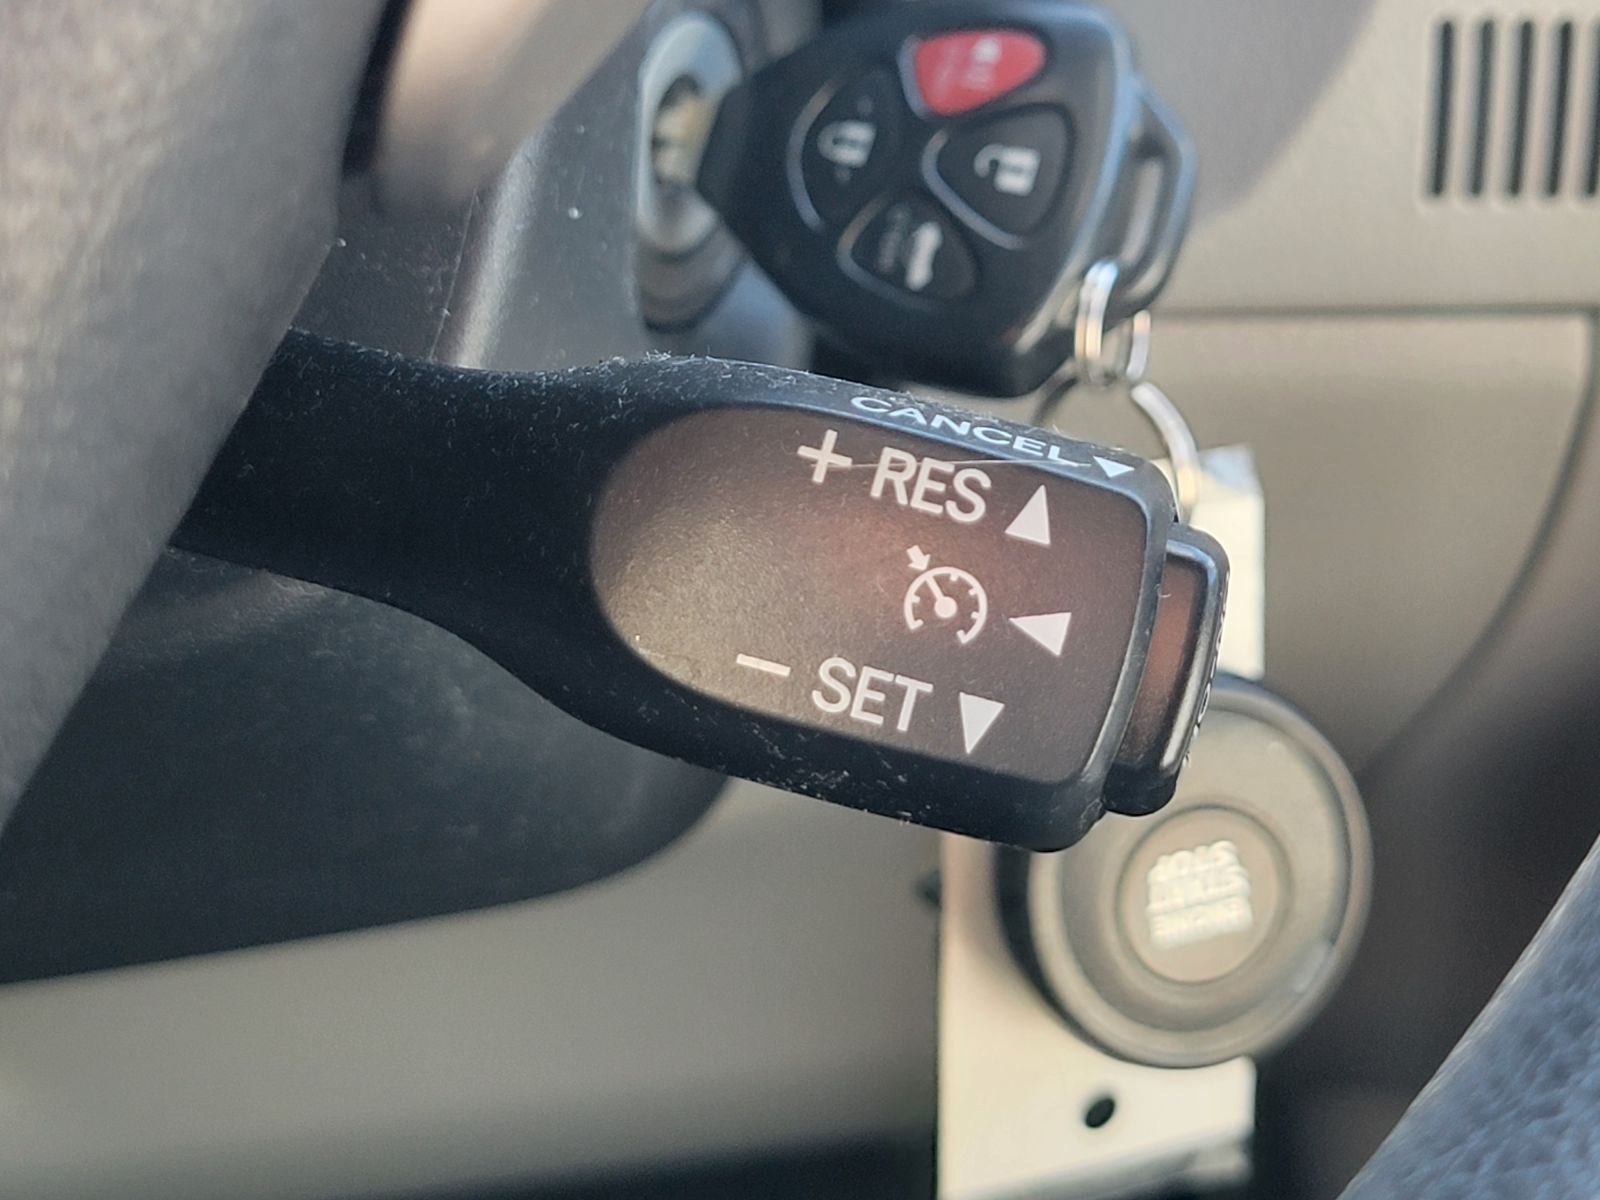 CANCEL ▼
+ RES ▲
◀
− SET ▼